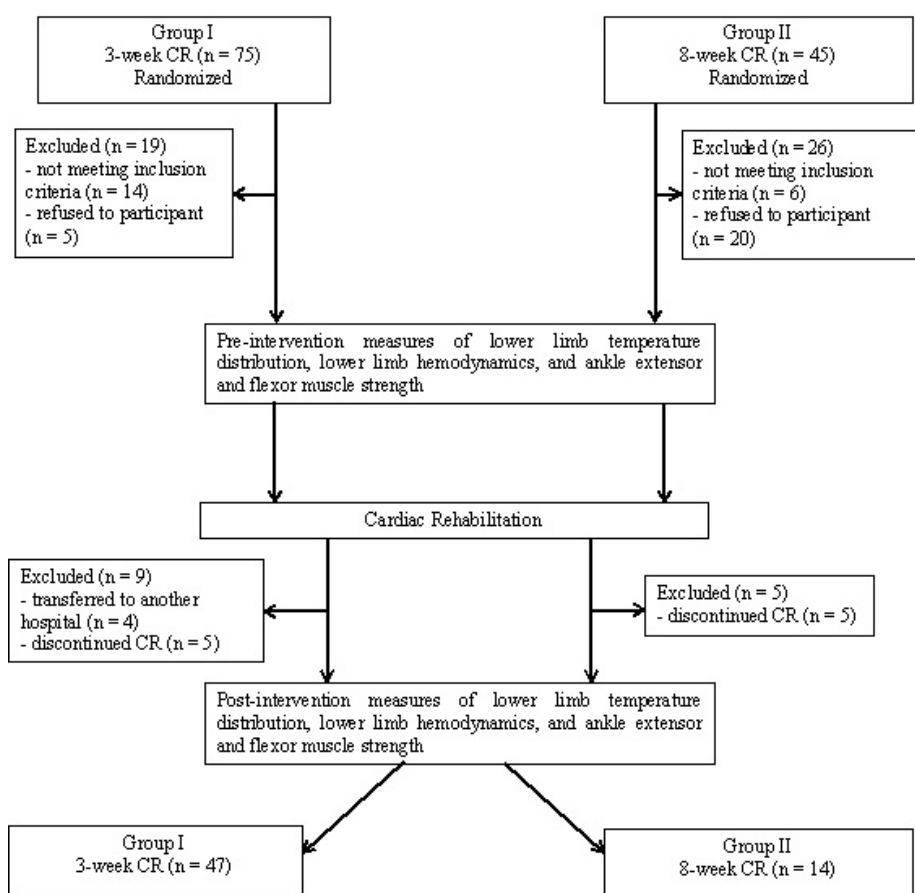 Group I
3-week CR (n = 75)
Randomized
Group II
8-week CR (n = 45)
Randomized
Excluded (n = 19)
- not meeting inclusion
criteria (n = 14)
- refused to participant
(n = 5)
Excluded (n = 26)
- not meeting inclusion
criteria (n = 6)
- refused to participant
(n = 20)
Pre-intervention measures of lower limb temperature
distribution, lower limb hemodynamics, and ankle extensor
and flexor muscle strength
Cardiac Rehabilitation
Excluded (n = 9)
- transferred to another
hospital (n = 4)
- discontinued CR (n = 5)
Excluded (n = 5)
- discontinued CR (n = 5)
Post-intervention measures of lower limb temperature
distribution, lower limb hemodynamics, and ankle extensor
and flexor muscle strength
Group I
3-week CR (n = 47)
Group II
8-week CR (n = 14)